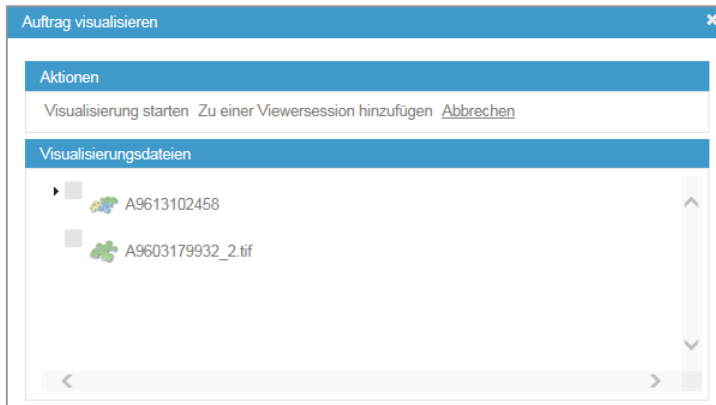 Auftrag visualisieren
Aktionen
Visualisierung starten Zu einer Viewersession hinzufügen Abbrechen
Visualisierungsdateien
A9613102458
A9603179932_2.tif